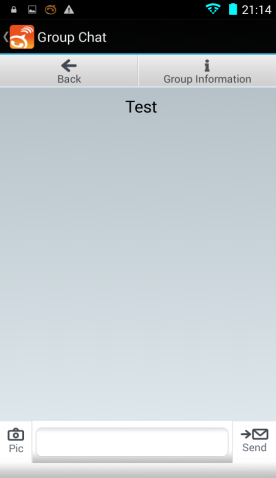 21:14
Group Chat
Back
Group Information
Test
Pic
Send